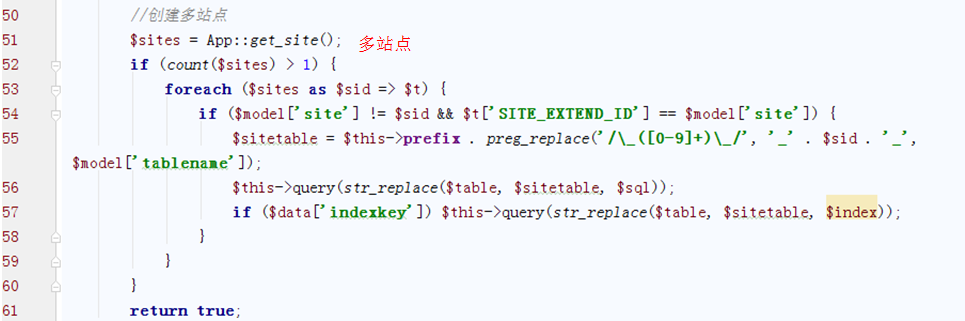 50 //创建多站点
51 $sites = App::get_site(); 多站点
52 if (count($sites) > 1) {
53 foreach ($sites as $sid => $t) {
54 if ($model['site'] != $sid && $t['SITE_EXTEND_ID'] == $model['site']) {
55 $sitetable = $this->prefix . preg_replace('/\_([0-9]+)\_/', '_' . $sid . '_',
$model['tablename']);
56 $this->query(str_replace($table, $sitetable, $sql));
57 if ($data['indexkey']) $this->query(str_replace($table, $sitetable, $index));
58 }
59 }
60 }
61 return true;